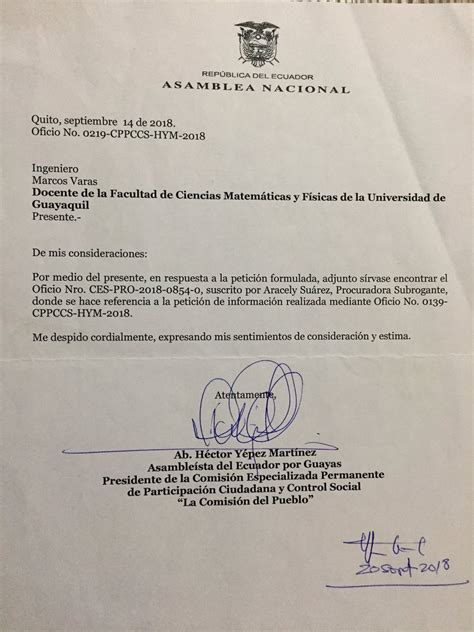 REPÚBLICA DEL ECUADOR
ASAMBLEA NACIONAL
Quito, septiembre 14 de 2018.
Oficio No. 0219-CPPCCS-HYM-2018
Ingeniero
Marcos Varas
Docente de la Facultad de Ciencias Matemáticas y Físicas de la Universidad de
Guayaquil
Presente.-
De mis consideraciones:
Por medio del presente, en respuesta a la petición formulada, adjunto sírvase encontrar el
Oficio Nro. CES-PRO-2018-0854-0, suscrito por Aracely Suárez, Procuradora Subrogante,
donde se hace referencia a la petición de información realizada mediante Oficio No. 0139-
CPPCCS-HYM-2018.
Me despido cordialmente, expresando mis sentimientos de consideración y estima.
Atentamente,
Ab. Héctor Yépez Martínez
Asambleísta del Ecuador por Guayas
Presidente de la Comisión Especializada Permanente
de Participación Ciudadana y Control Social
“La Comisión del Pueblo”
20 sept 2018